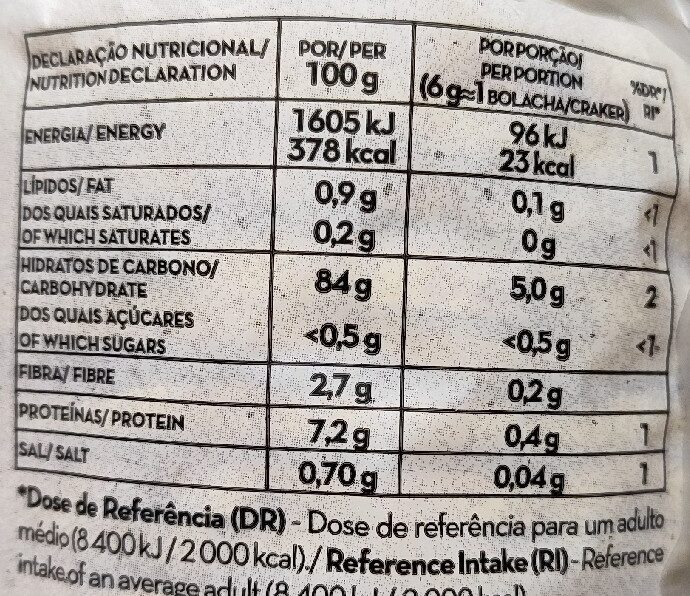 DECLARAÇÃO NUTRICIONAL/ NUTRITION DECLARATION POR/PER 100 g POR PORÇÃO/ PER PORTION (6 g≈1 BOLACHA/CRAKER) %DR*/ RI*
ENERGIA/ ENERGY 1605 kJ 96 kJ
378 kcal 23 kcal 1
LÍPIDOS/ FAT 0,9 g 0,1 g <1
DOS QUAIS SATURADOS/
OF WHICH SATURATES 0,2 g 0 g <1
HIDRATOS DE CARBONO/
CARBOHYDRATE 84 g 5,0 g 2
DOS QUAIS AÇÚCARES
OF WHICH SUGARS <0,5 g <0,5 g <1
FIBRA/ FIBRE 2,7 g 0,2 g
PROTEÍNAS/ PROTEIN 7,2 g 0,4 g 1
SAL/ SALT 0,70 g 0,04 g 1
*Dose de Referência (DR) - Dose de referência para um adulto
médio (8 400 kJ / 2 000 kcal)./ Reference Intake (RI) - Reference
intake of an average adult (8 400